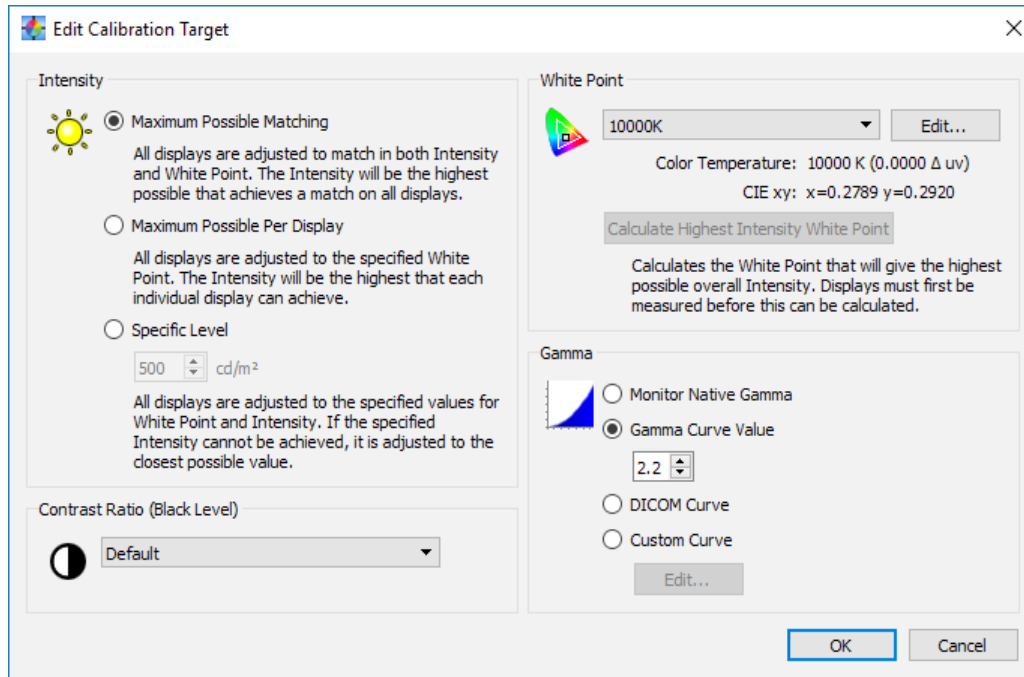 Edit Calibration Target
Intensity
Maximum Possible Matching
All displays are adjusted to match in both Intensity
and White Point. The Intensity will be the highest
possible that achieves a match on all displays.
Maximum Possible Per Display
All displays are adjusted to the specified White
Point. The Intensity will be the highest that each
individual display can achieve.
Specific Level
500 cd/m²
All displays are adjusted to the specified values for
White Point and Intensity. If the specified
Intensity cannot be achieved, it is adjusted to the
closest possible value.
Contrast Ratio (Black Level)
Default
White Point
10000K Edit...
Color Temperature: 10000 K (0.0000 Δ uv)
CIE xy: x=0.2789 y=0.2920
Calculate Highest Intensity White Point
Calculates the White Point that will give the highest
possible overall Intensity. Displays must first be
measured before this can be calculated.
Gamma
Monitor Native Gamma
Gamma Curve Value
2.2
DICOM Curve
Custom Curve
Edit...
OK Cancel